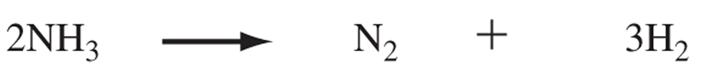 2NH₃ ⟶ N₂ + 3H₂